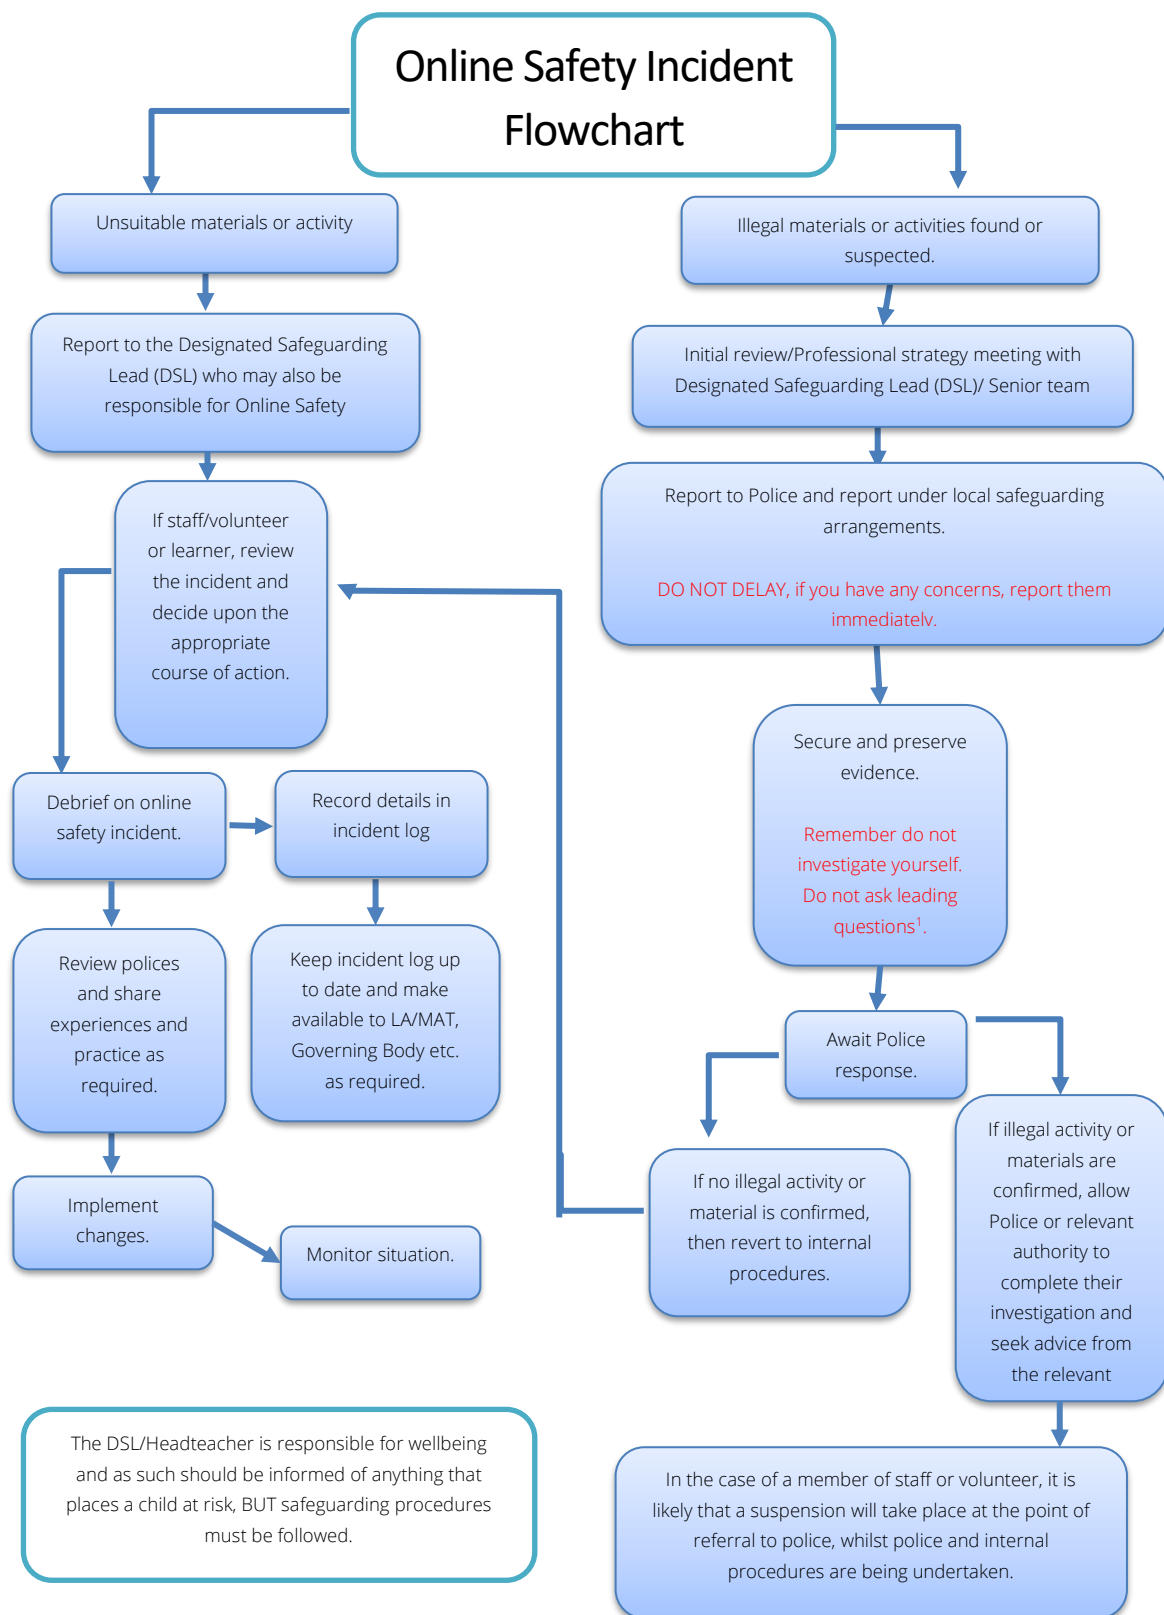 Online Safety Incident
Flowchart
Unsuitable materials or activity
Report to the Designated Safeguarding
Lead (DSL) who may also be
responsible for Online Safety
If staff/volunteer
or learner, review
the incident and
decide upon the
appropriate
course of action.
Debrief on online
safety incident.
Record details in
incident log
Review polices
and share
experiences and
practice as
required.
Keep incident log up
to date and make
available to LA/MAT,
Governing Body etc.
as required.
Implement
changes.
Monitor situation.
Illegal materials or activities found or
suspected.
Initial review/Professional strategy meeting with
Designated Safeguarding Lead (DSL)/ Senior team
Report to Police and report under local safeguarding
arrangements.
DO NOT DELAY, if you have any concerns, report them
immediately.
Secure and preserve
evidence.
Remember do not
investigate yourself.
Do not ask leading
questions¹.
Await Police
response.
If no illegal activity or
material is confirmed,
then revert to internal
procedures.
If illegal activity or
materials are
confirmed, allow
Police or relevant
authority to
complete their
investigation and
seek advice from
the relevant
In the case of a member of staff or volunteer, it is
likely that a suspension will take place at the point of
referral to police, whilst police and internal
procedures are being undertaken.
The DSL/Headteacher is responsible for wellbeing
and as such should be informed of anything that
places a child at risk, BUT safeguarding procedures
must be followed.